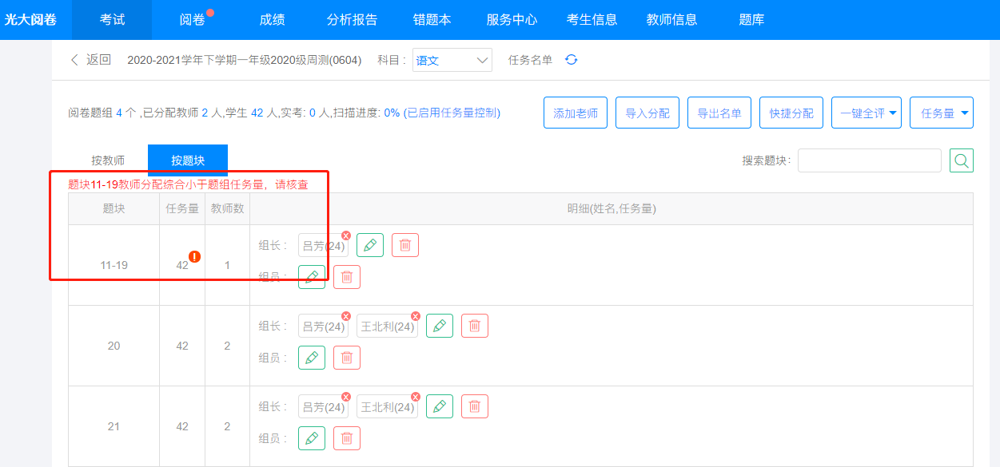 光大阅卷 考试 阅卷 成绩 分析报告 错题本 服务中心 考生信息 教师信息 题库
返回 2020-2021学年下学期一年级2020级周测(0604) 科目 : 语文 任务名单
阅卷题组 4 个 ,已分配教师 2 人,学生 42 人,实考: 0 人,扫描进度: 0% (已启用任务量控制) 添加老师 导入分配 导出名单 快捷分配 一键全评 任务量
按教师 按题块 搜索题块:
题块11-19教师分配综合小于题组任务量，请核查
题块 任务量 教师数 明细(姓名,任务量)
组长 : 吕芳(24)
11-19 42 1
组员 :
组长 : 吕芳(24) 王北利(24)
20 42 2
组员 :
组长 : 吕芳(24) 王北利(24)
21 42 2
组员 :